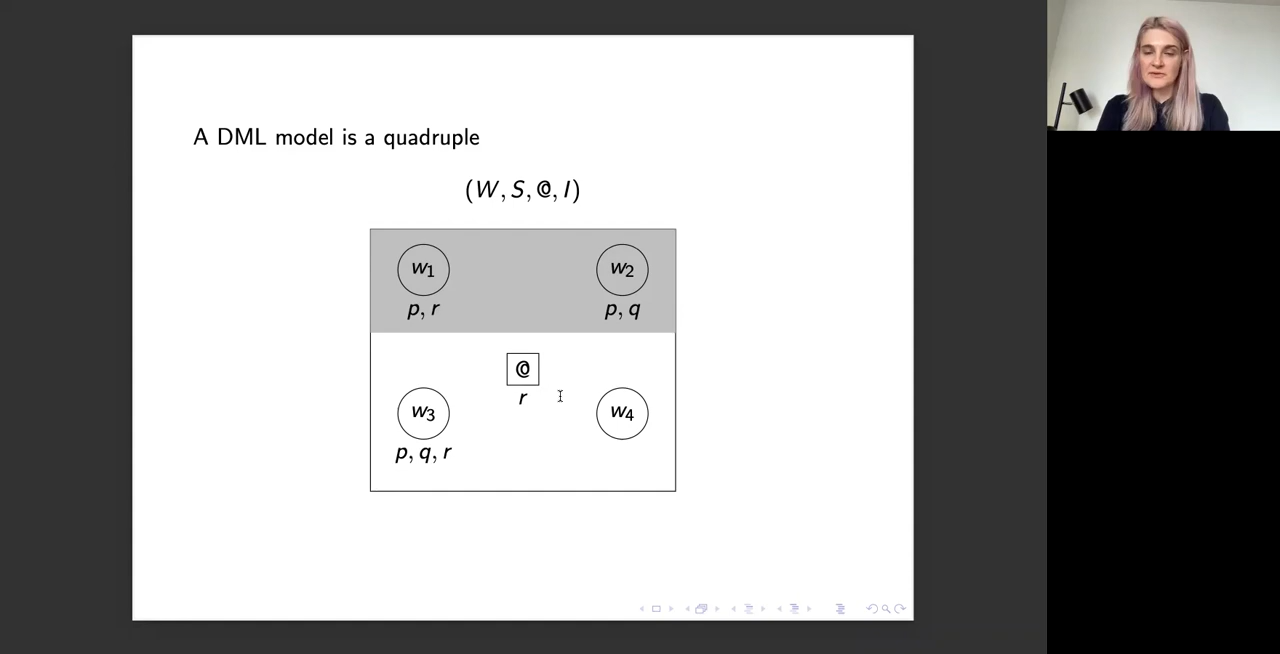 A DML model is a quadruple
(W, S, @, I)
w₁ w₂
p, r p, q
@
r
w₃ w₄
p, q, r